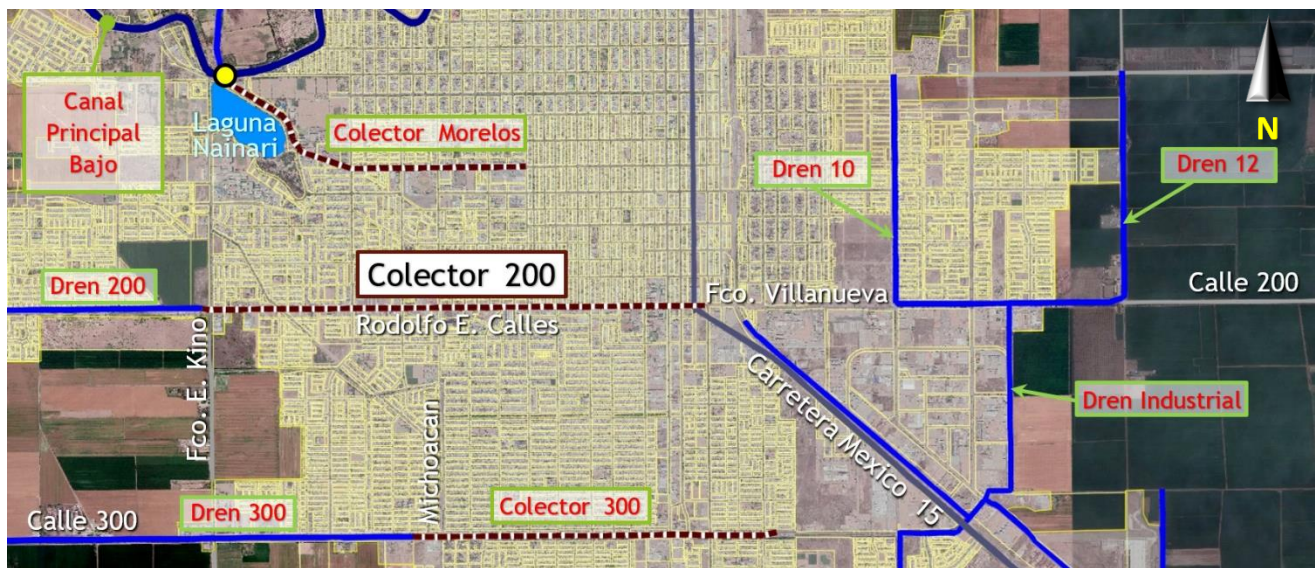 Canal
Principal
Bajo
Laguna
Nainari
Colector Morelos
N
Dren 10
Dren 12
Dren 200
Colector 200
Fco. Villanueva
Calle 200
Rodolfo E. Calles
Fco. E. Kino
Carretera Mexico 15
Dren Industrial
Michoacan
Calle 300
Dren 300
Colector 300